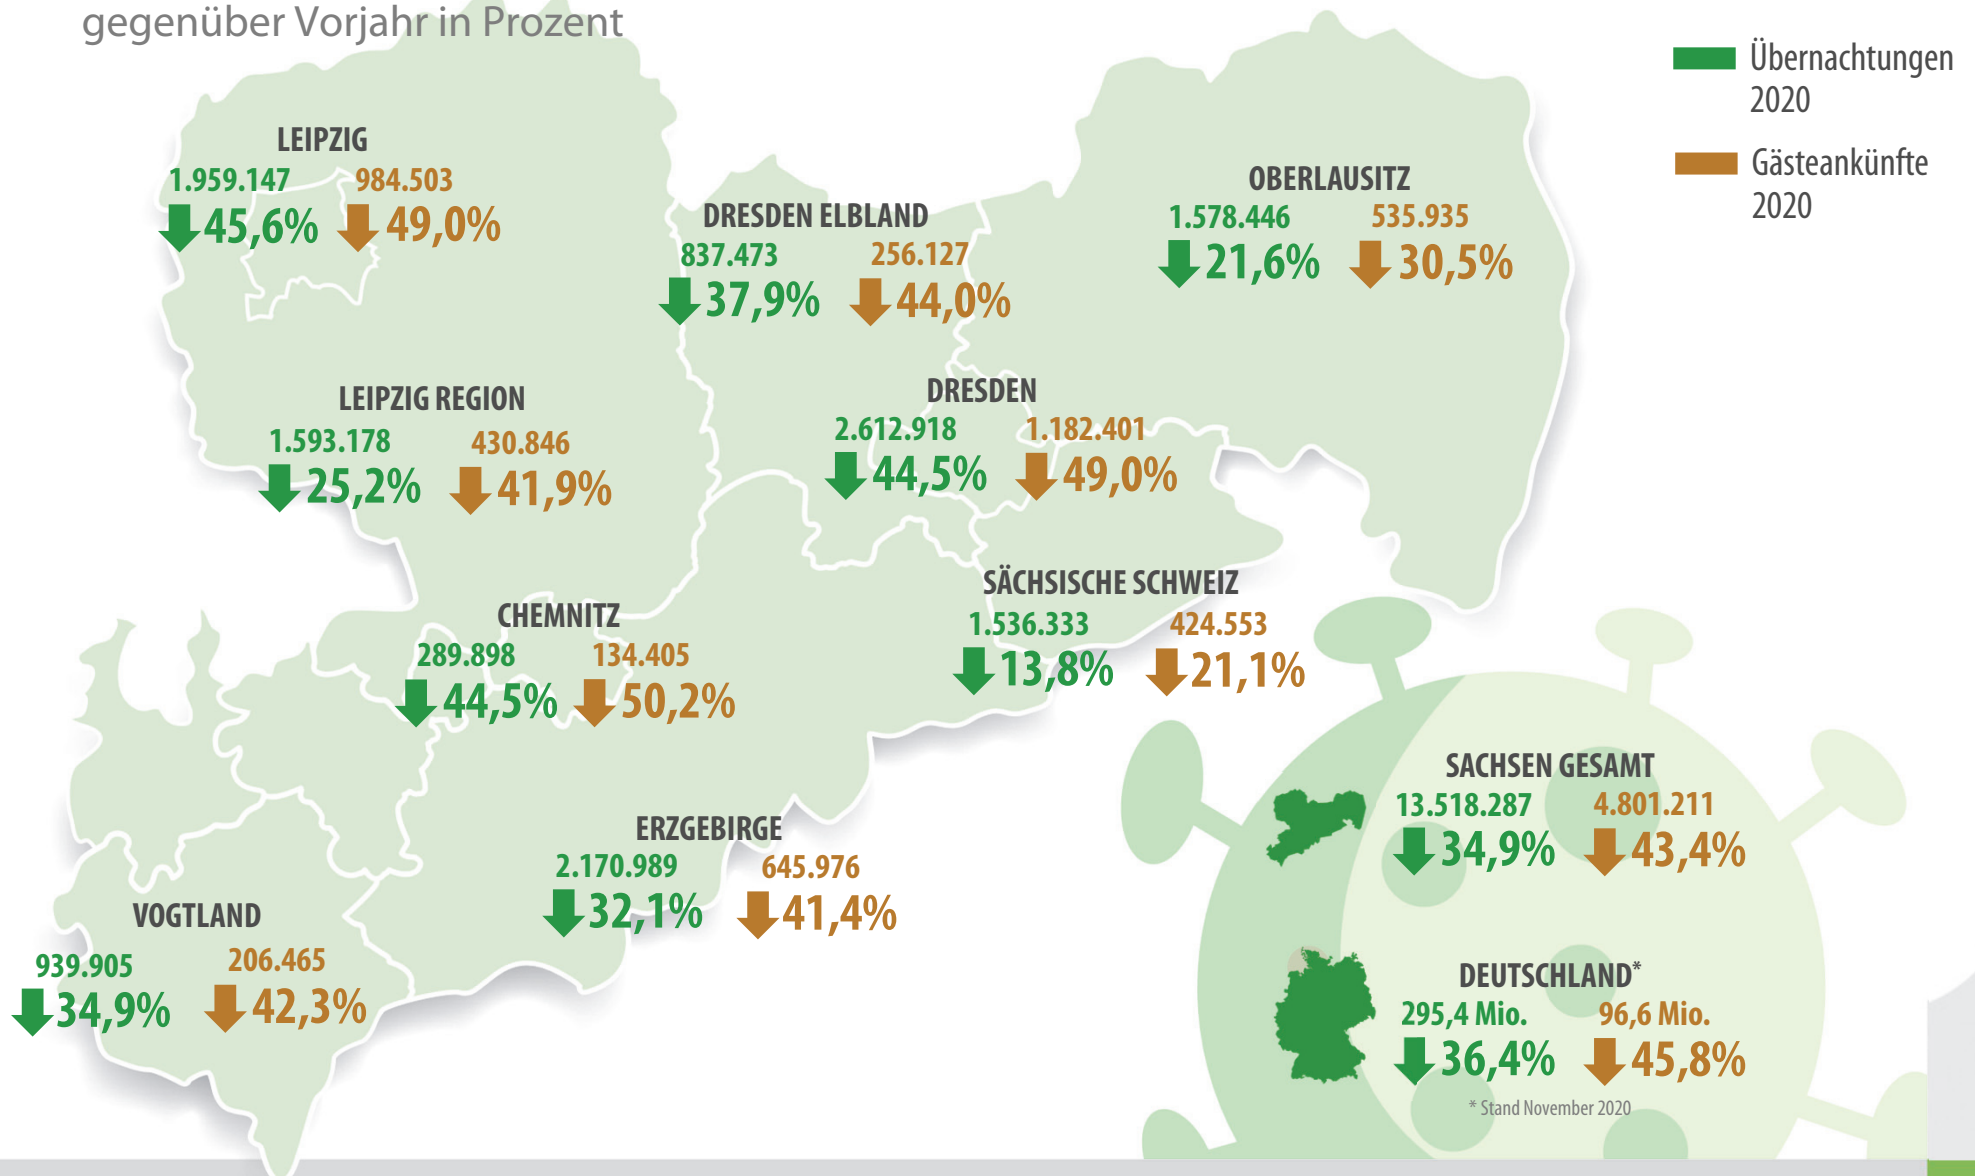 gegenüber Vorjahr in Prozent
Übernachtungen
2020
Gästeankünfte
2020
LEIPZIG
1.959.147 984.503
45,6% 49,0%
DRESDEN ELBLAND
837.473 256.127
37,9% 44,0%
OBERLAUSITZ
1.578.446 535.935
21,6% 30,5%
LEIPZIG REGION
1.593.178 430.846
25,2% 41,9%
DRESDEN
2.612.918 1.182.401
44,5% 49,0%
SÄCHSISCHE SCHWEIZ
1.536.333 424.553
13,8% 21,1%
CHEMNITZ
289.898 134.405
44,5% 50,2%
ERZGEBIRGE
2.170.989 645.976
32,1% 41,4%
VOGTLAND
939.905 206.465
34,9% 42,3%
SACHSEN GESAMT
13.518.287 4.801.211
34,9% 43,4%
DEUTSCHLAND*
295,4 Mio. 96,6 Mio.
36,4% 45,8%
* Stand November 2020